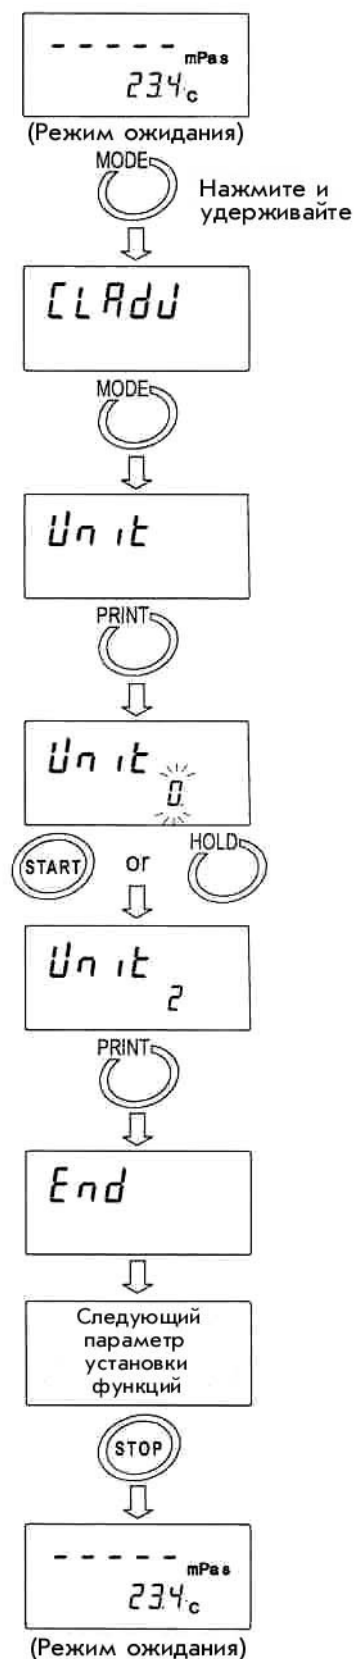 - - - - - mPas
23.4 c
(Режим ожидания)
MODE
Нажмите и
удерживайте
CLAdJ
MODE
Unit
PRINT
Unit
0.
START or HOLD
Unit
2
PRINT
End
Следующий
параметр
установки
функций
STOP
- - - - - mPas
23.4 c
(Режим ожидания)